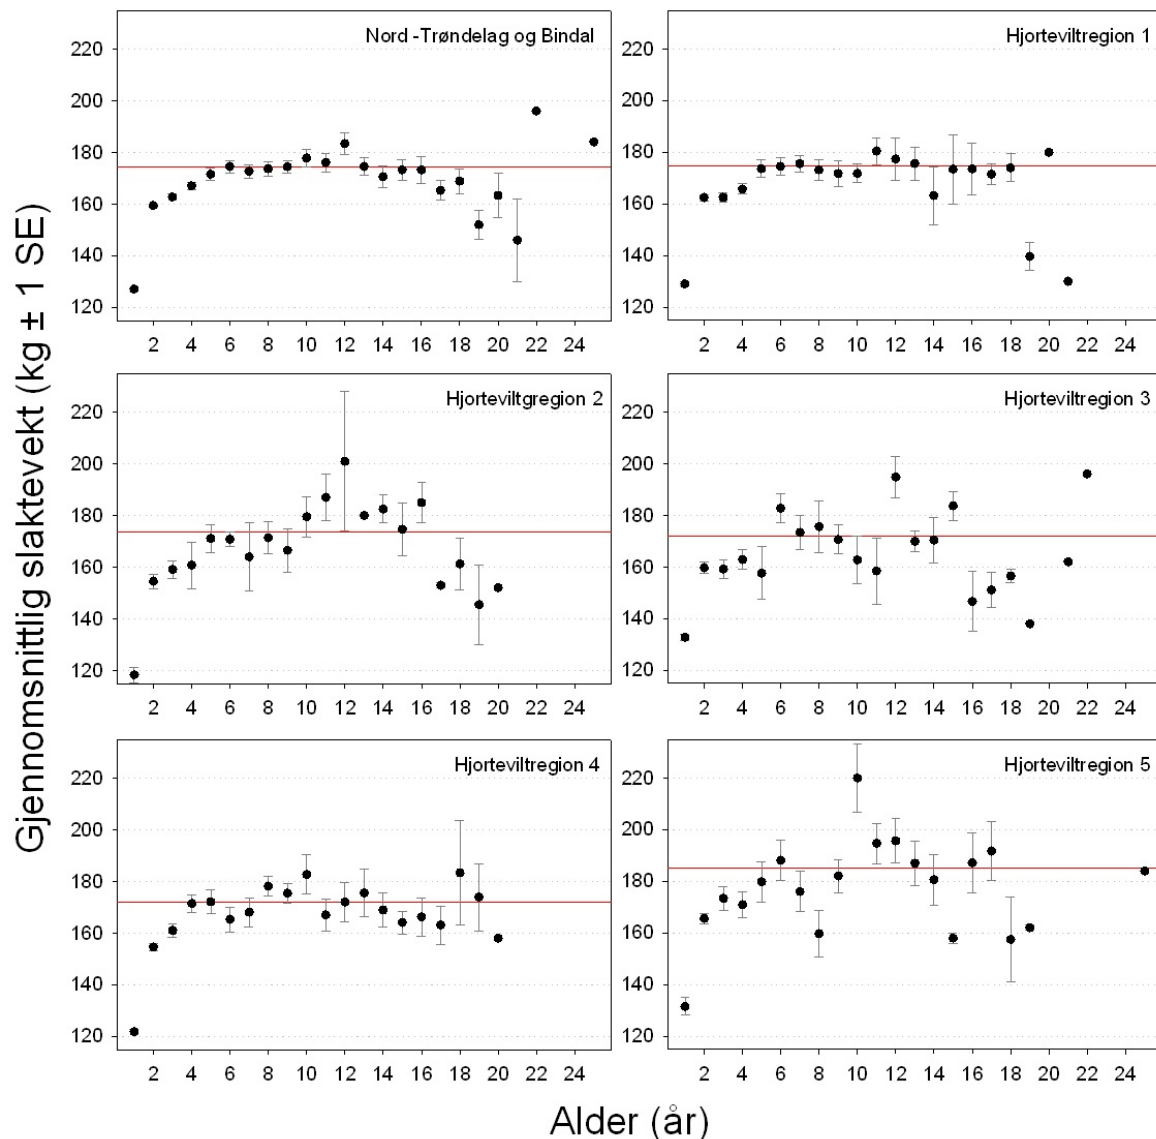 Gjennomsnittlig slaktevekt (kg ± 1 SE)
Nord -Trøndelag og Bindal
220
200
180
160
140
120
2 4 6 8 10 12 14 16 18 20 22 24
Hjorteviltregion 1
220
200
180
160
140
120
2 4 6 8 10 12 14 16 18 20 22 24
Hjorteviltgregion 2
220
200
180
160
140
120
2 4 6 8 10 12 14 16 18 20 22 24
Hjorteviltregion 3
220
200
180
160
140
120
2 4 6 8 10 12 14 16 18 20 22 24
Hjorteviltregion 4
220
200
180
160
140
120
2 4 6 8 10 12 14 16 18 20 22 24
Hjorteviltregion 5
220
200
180
160
140
120
2 4 6 8 10 12 14 16 18 20 22 24
Alder (år)